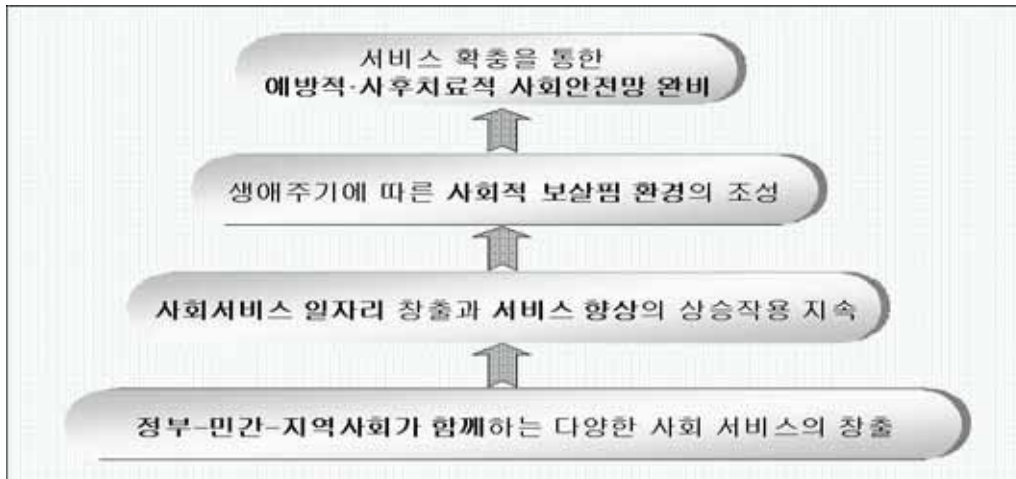 서비스 확충을 통한
예방적·사후치료적 사회안전망 완비
생애주기에 따른 사회적 보살핌 환경의 조성
사회서비스 일자리 창출과 서비스 향상의 상승작용 지속
정부-민간-지역사회가 함께하는 다양한 사회 서비스의 창출